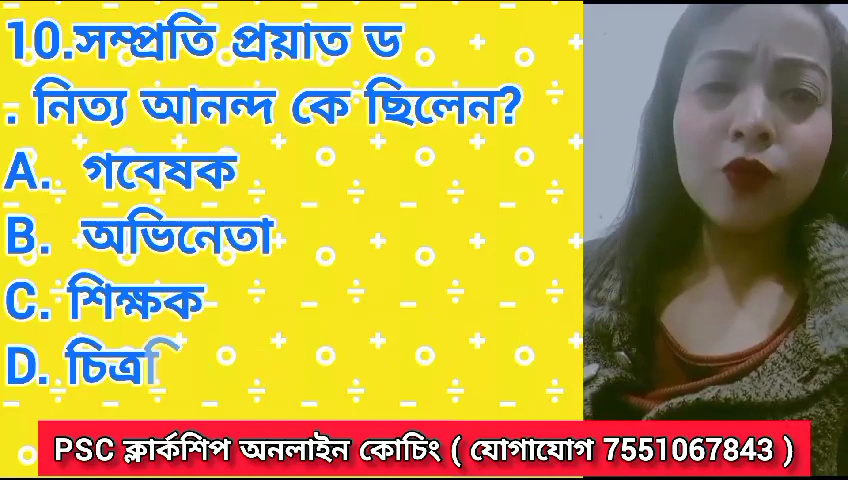 10.সম্প্রতি প্রয়াত ড
. নিত্য আনন্দ কে ছিলেন?
A. গবেষক
B. অভিনেতা
C. শিক্ষক
D. চিত্রি
PSC ক্লার্কশিপ অনলাইন কোচিং ( যোগাযোগ 7551067843 )